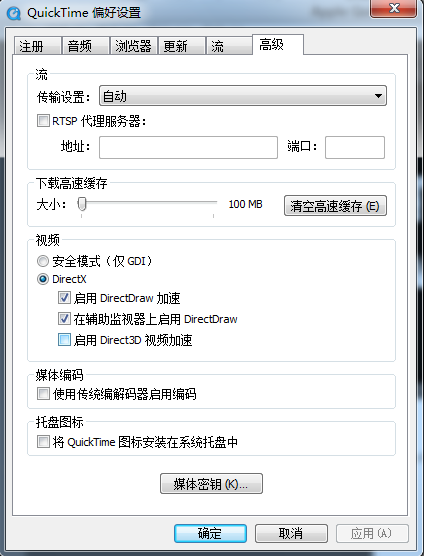 QuickTime 偏好设置
注册 音频 浏览器 更新 流 高级
流
传输设置： 自动
RTSP 代理服务器：
地址： 端口：
下载高速缓存
大小： 100 MB 清空高速缓存 (E)
视频
安全模式（仅 GDI）
DirectX
启用 DirectDraw 加速
在辅助监视器上启用 DirectDraw
启用 Direct3D 视频加速
媒体编码
使用传统编解码器启用编码
托盘图标
将 QuickTime 图标安装在系统托盘中
媒体密钥 (K)...
确定 取消 应用 (A)